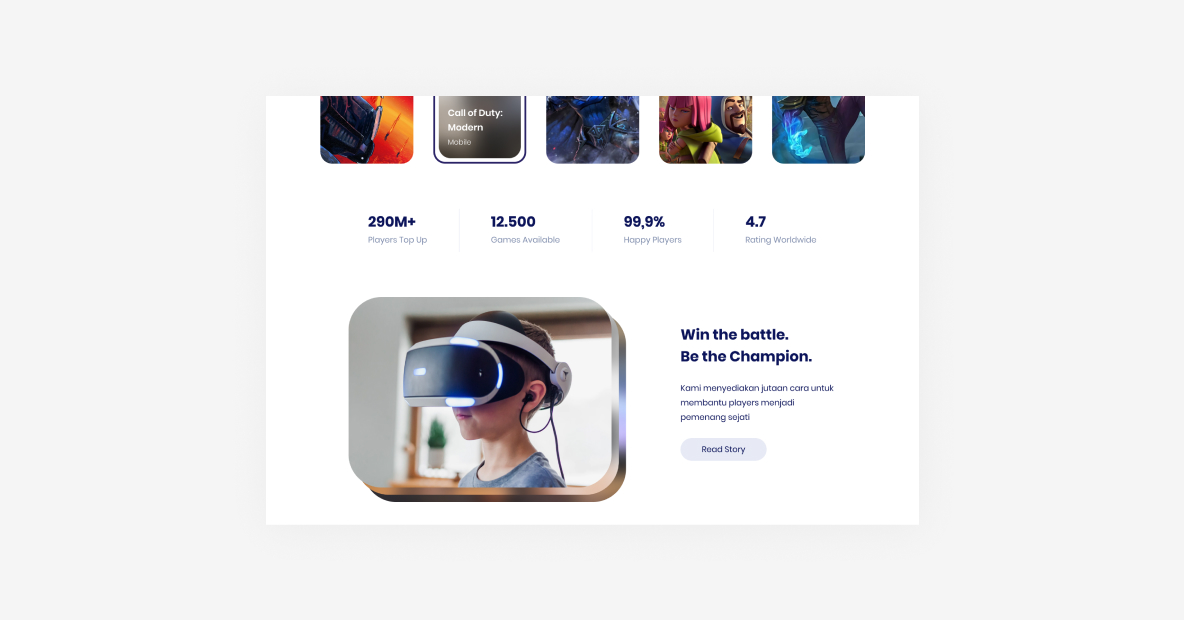 Call of Duty:
Modern
Mobile
290M+
Players Top Up
12.500
Games Available
99,9%
Happy Players
4.7
Rating Worldwide
Win the battle.
Be the Champion.
Kami menyediakan jutaan cara untuk
membantu players menjadi
pemenang sejati
Read Story